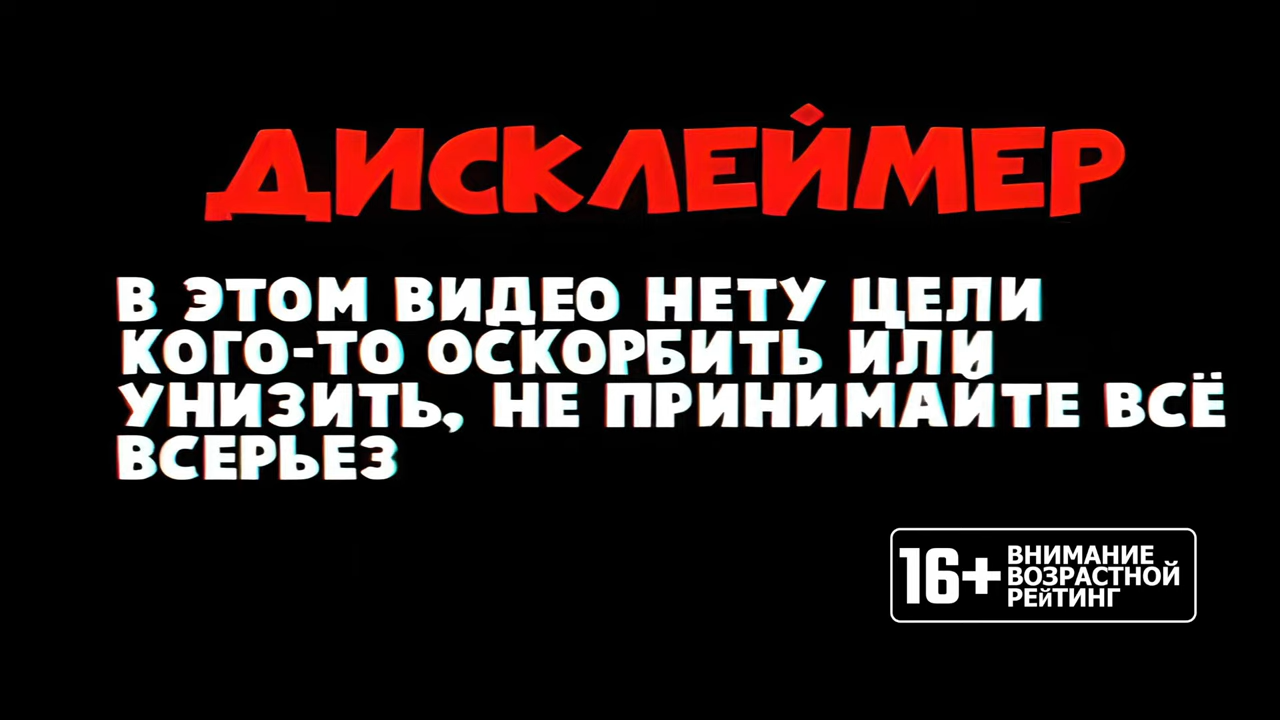 ДИСКЛЕЙМЕР
В ЭТОМ ВИДЕО НЕТУ ЦЕЛИ
КОГО-ТО ОСКОРБИТЬ ИЛИ
УНИЗИТЬ, НЕ ПРИНИМАЙТЕ ВСЁ
ВСЕРЬЕЗ
16+ ВНИМАНИЕ
ВОЗРАСТНОЙ
РЕйТИНГ